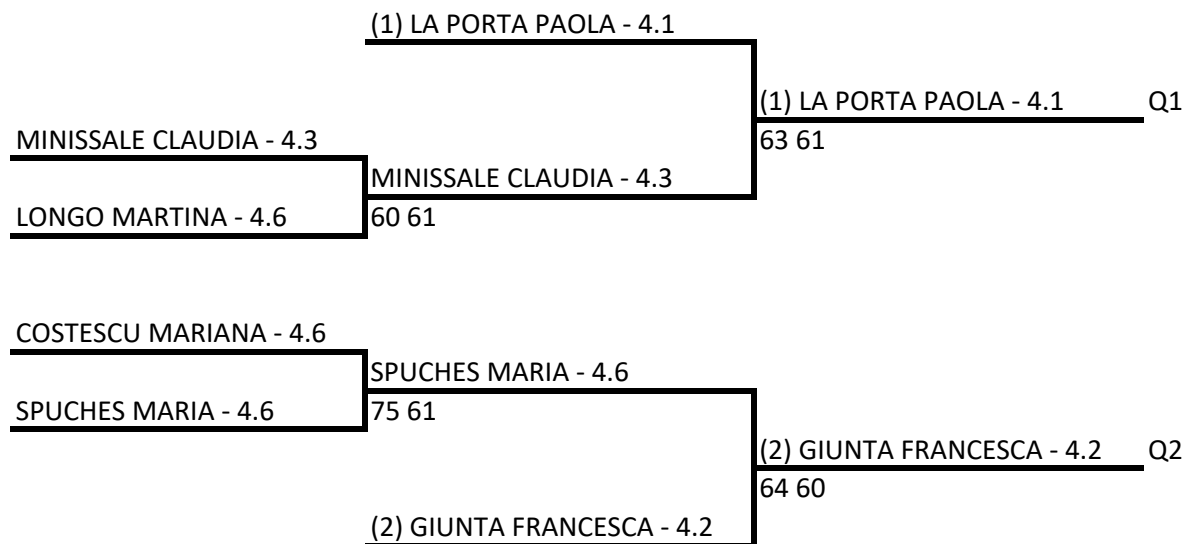 (1) LA PORTA PAOLA - 4.1
(1) LA PORTA PAOLA - 4.1 Q1
MINISSALE CLAUDIA - 4.3
63 61
MINISSALE CLAUDIA - 4.3
LONGO MARTINA - 4.6
60 61
COSTESCU MARIANA - 4.6
SPUCHES MARIA - 4.6
SPUCHES MARIA - 4.6
75 61
(2) GIUNTA FRANCESCA - 4.2 Q2
64 60
(2) GIUNTA FRANCESCA - 4.2